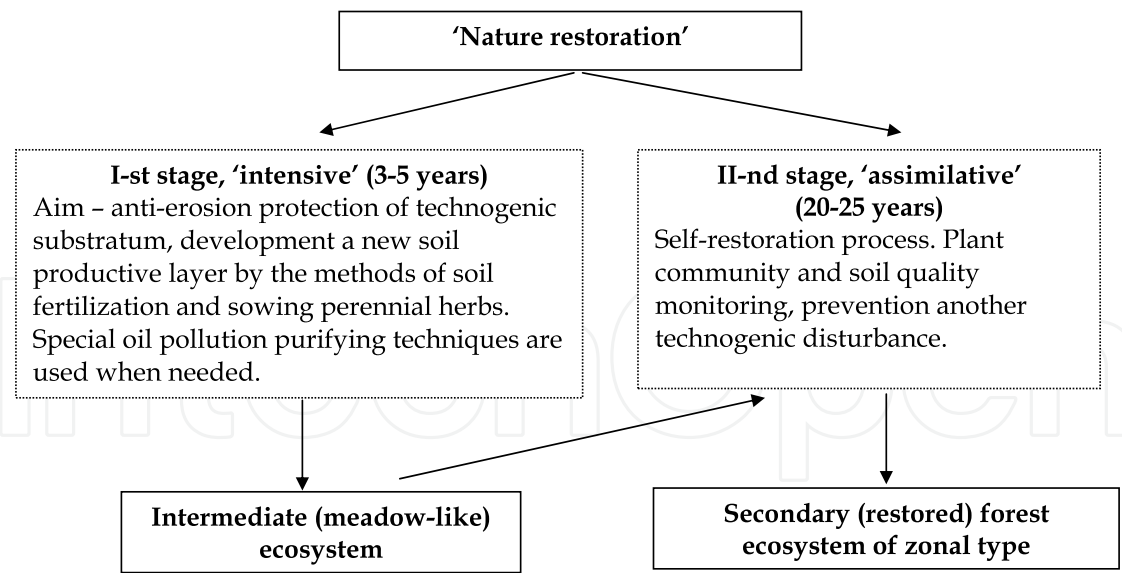 ‘Nature restoration’
I-st stage, ‘intensive’ (3-5 years)
Aim – anti-erosion protection of technogenic
substratum, development a new soil
productive layer by the methods of soil
fertilization and sowing perennial herbs.
Special oil pollution purifying techniques are
used when needed.
II-nd stage, ‘assimilative’
(20-25 years)
Self-restoration process. Plant
community and soil quality
monitoring, prevention another
technogenic disturbance.
Intermediate (meadow-like)
ecosystem
Secondary (restored) forest
ecosystem of zonal type
IntechOpen